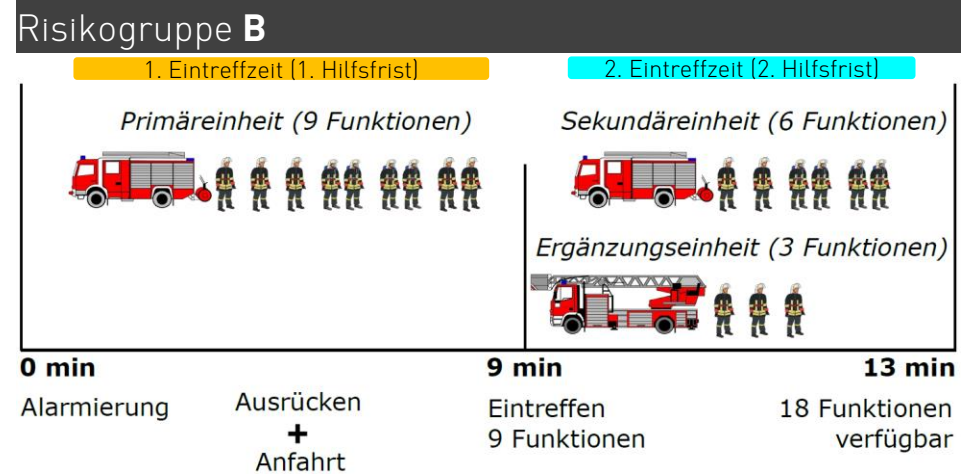 Risikogruppe B
1. Eintreffzeit (1. Hilfsfrist)
2. Eintreffzeit (2. Hilfsfrist)
Primäreinheit (9 Funktionen)
Sekundäreinheit (6 Funktionen)
Ergänzungseinheit (3 Funktionen)
0 min
9 min
13 min
Alarmierung
Ausrücken
+
Anfahrt
Eintreffen
9 Funktionen
18 Funktionen
verfügbar